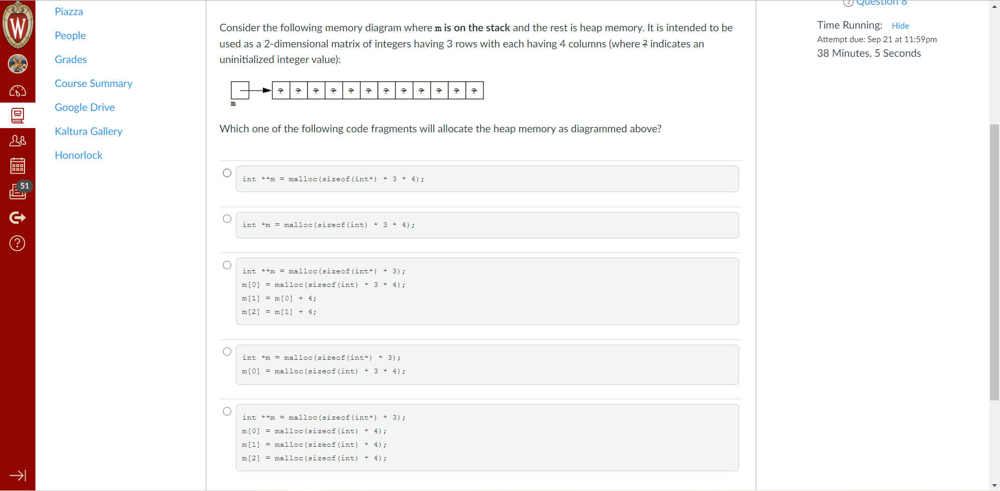 W
Piazza
People
Grades
Course Summary
Google Drive
Kaltura Gallery
Honorlock
51
Consider the following memory diagram where m is on the stack and the rest is heap memory. It is intended to be
used as a 2-dimensional matrix of integers having 3 rows with each having 4 columns (where ? indicates an
uninitialized integer value):
? ? ? ? ? ? ? ? ? ? ? ?
m
Which one of the following code fragments will allocate the heap memory as diagrammed above?
int **m = malloc(sizeof(int*) * 3 * 4);
int *m = malloc(sizeof(int) * 3 * 4);
int **m = malloc(sizeof(int*) * 3);
m[0] = malloc(sizeof(int) * 3 * 4);
m[1] = m[0] + 4;
m[2] = m[1] + 4;
int *m = malloc(sizeof(int*) * 3);
m[0] = malloc(sizeof(int) * 3 * 4);
int **m = malloc(sizeof(int*) * 3);
m[0] = malloc(sizeof(int) * 4);
m[1] = malloc(sizeof(int) * 4);
m[2] = malloc(sizeof(int) * 4);
Question 8
Time Running: Hide
Attempt due: Sep 21 at 11:59pm
38 Minutes, 5 Seconds